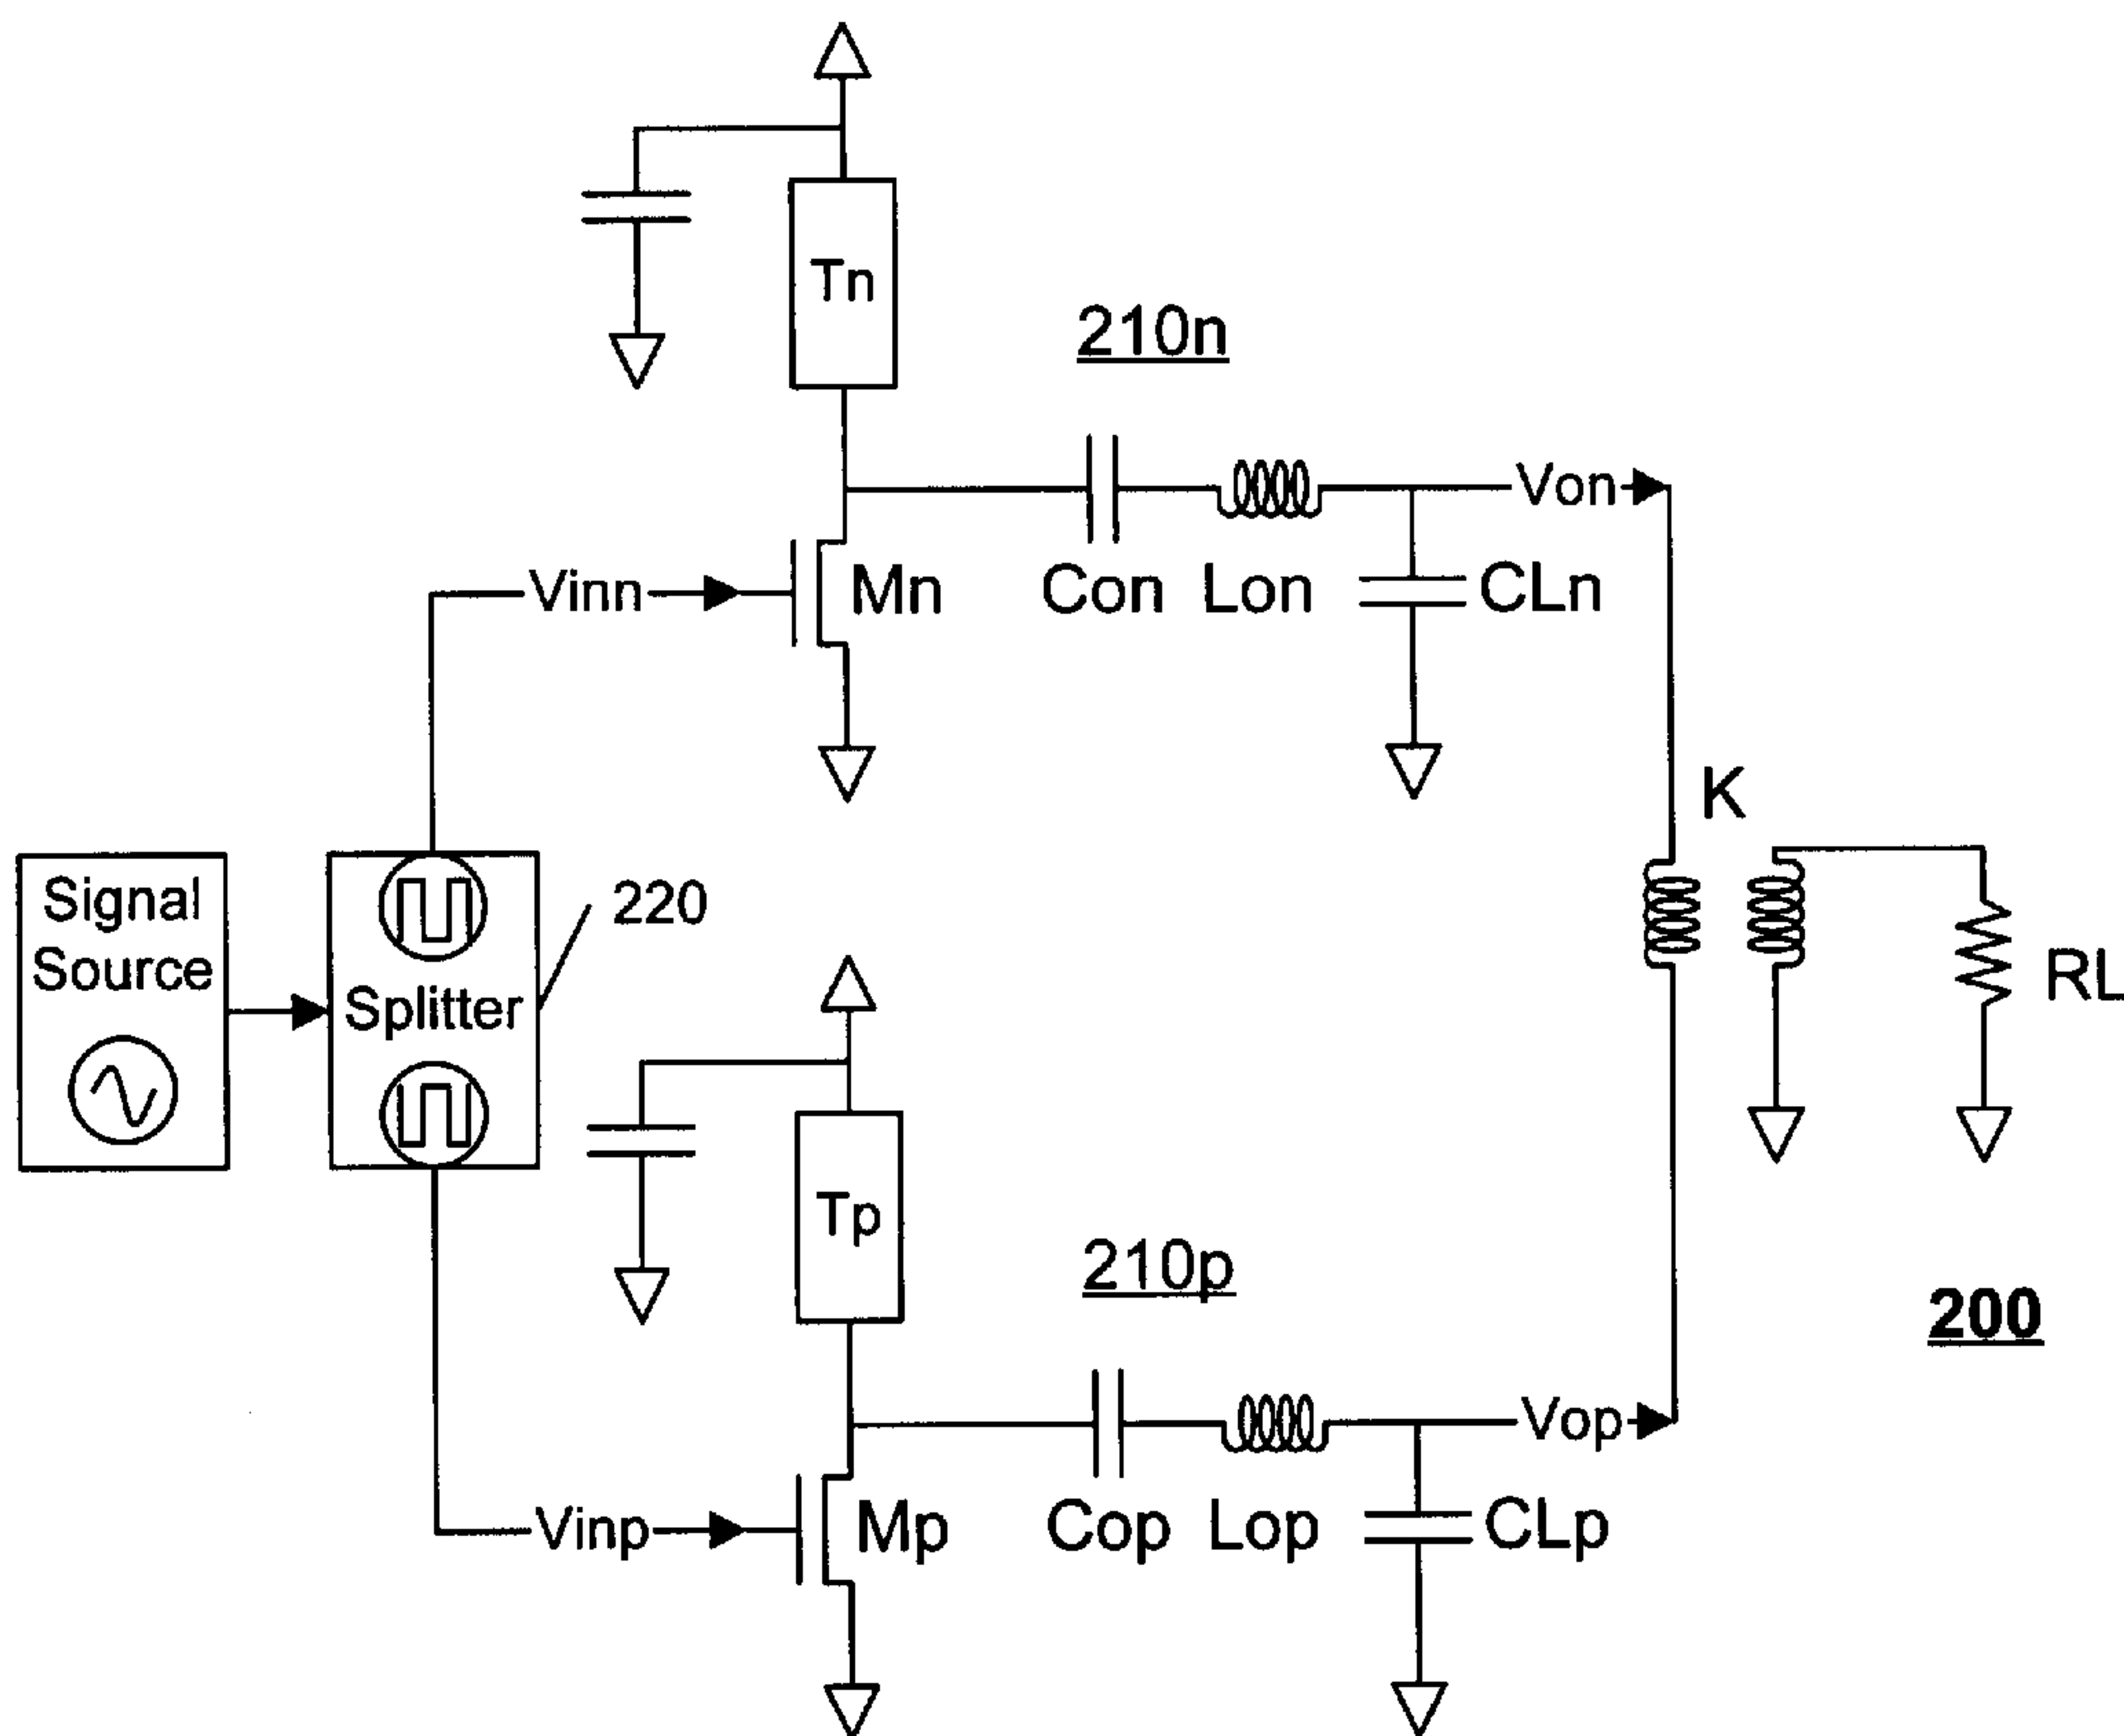 Tn
210n
Von
Vinn
Mn
Con
Lon
CLn
K
Signal
Source
Splitter
220
RL
Tp
210p
200
Vop
Vinp
Mp
Cop
Lop
CLp